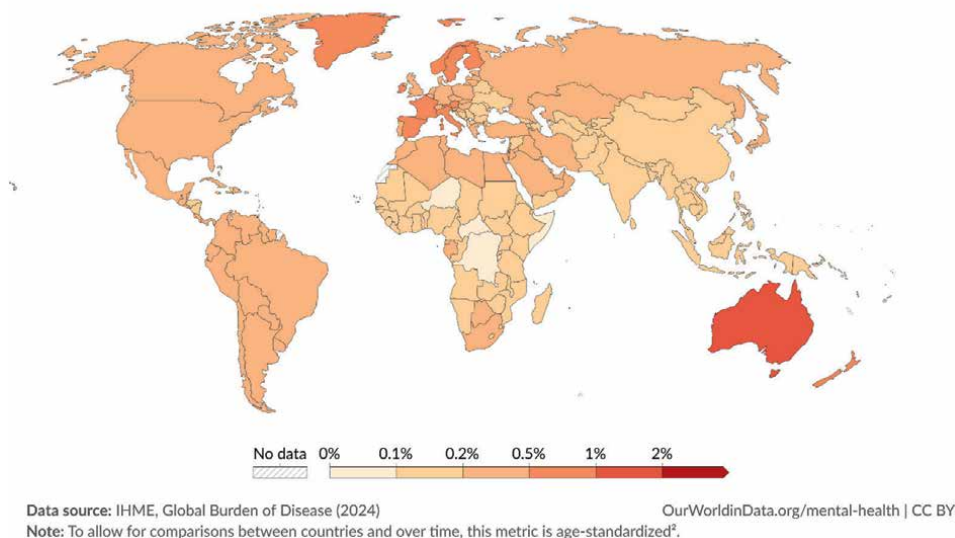 No data 0% 0.1% 0.2% 0.5% 1% 2%
Data source: IHME, Global Burden of Disease (2024) OurWorldinData.org/mental-health | CC BY
Note: To allow for comparisons between countries and over time, this metric is age-standardized².